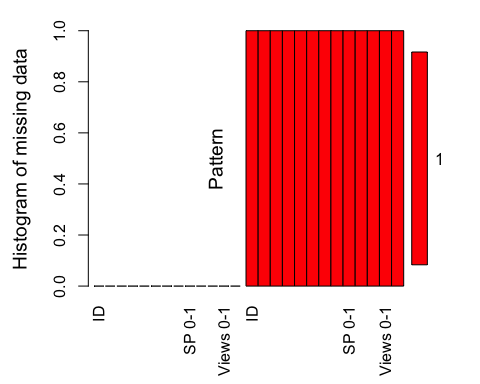 Histogram of missing data
0.0 0.2 0.4 0.6 0.8 1.0
ID
SP 0-1
Views 0-1
Pattern
ID
SP 0-1
Views 0-1
1